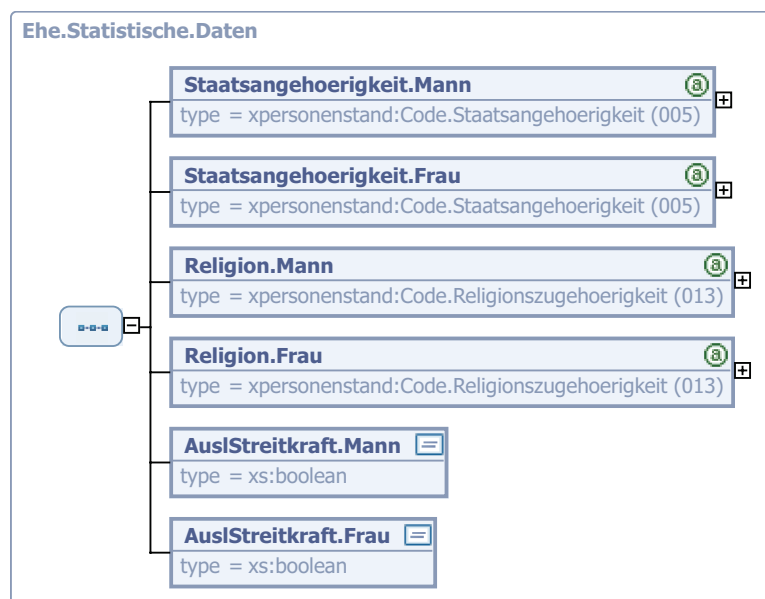 Ehe.Statistische.Daten
Staatsangehoerigkeit.Mann
type = xpersonenstand:Code.Staatsangehoerigkeit (005)
Staatsangehoerigkeit.Frau
type = xpersonenstand:Code.Staatsangehoerigkeit (005)
Religion.Mann
type = xpersonenstand:Code.Religionszugehoerigkeit (013)
Religion.Frau
type = xpersonenstand:Code.Religionszugehoerigkeit (013)
AuslStreitkraft.Mann
type = xs:boolean
AuslStreitkraft.Frau
type = xs:boolean